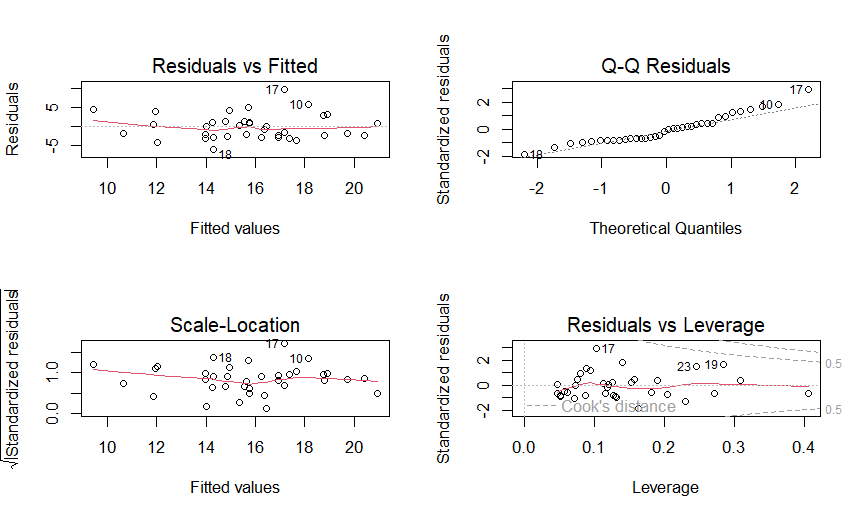 Residuals vs Fitted
Residuals
-5
5
17
10
18
10 12 14 16 18 20
Fitted values
Q-Q Residuals
Standardized residuals
-2
0
2
17
10
18
-2 -1 0 1 2
Theoretical Quantiles
Scale-Location
√|Standardized residuals|
0.0
1.0
17
18
10
10 12 14 16 18 20
Fitted values
Residuals vs Leverage
Standardized residuals
-2
0
2
17
23
19
Cook's distance
0.5
0.5
0.0 0.1 0.2 0.3 0.4
Leverage